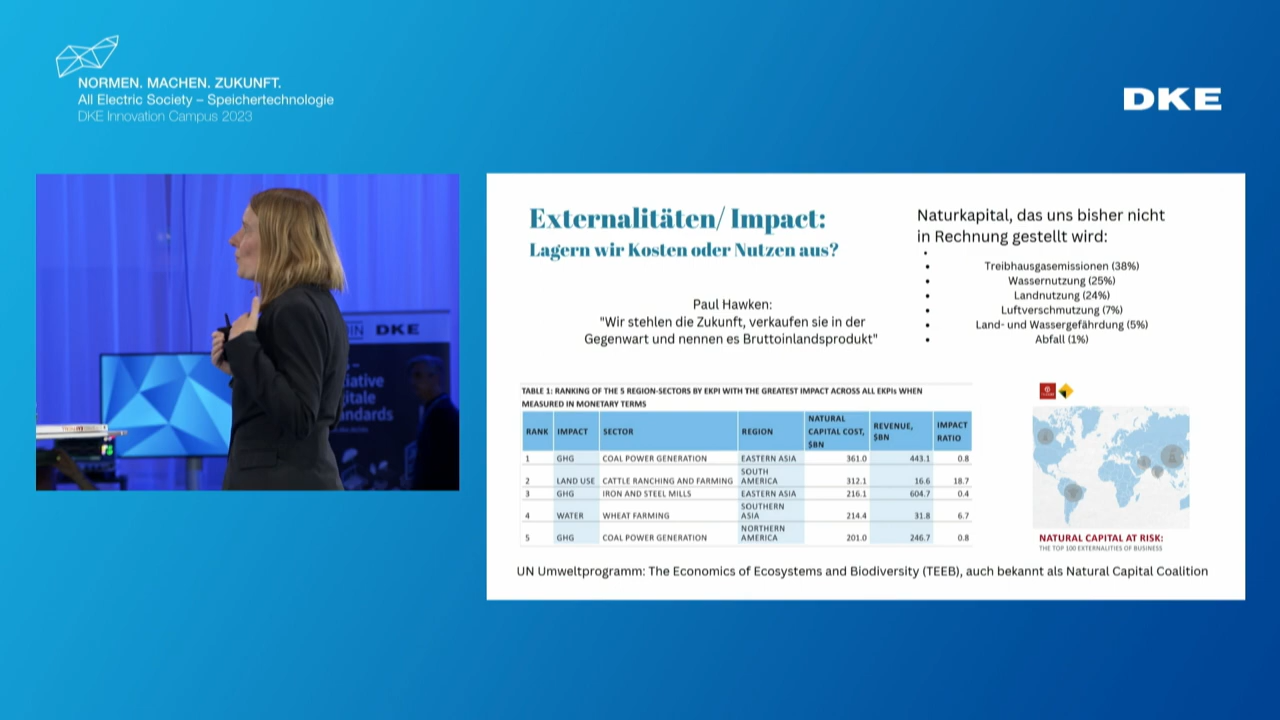 NORMEN. MACHEN. ZUKUNFT.
All Electric Society – Speichertechnologie
DKE Innovation Campus 2023
DKE
DKE
Externalitäten/ Impact:
Lagern wir Kosten oder Nutzen aus?
Paul Hawken:
"Wir stehlen die Zukunft, verkaufen sie in der
Gegenwart und nennen es Bruttoinlandsprodukt"
Naturkapital, das uns bisher nicht
in Rechnung gestellt wird:
•
• Treibhausgasemissionen (38%)
• Wassernutzung (25%)
• Landnutzung (24%)
• Luftverschmutzung (7%)
• Land- und Wassergefährdung (5%)
• Abfall (1%)
TABLE 1: RANKING OF THE 5 REGION-SECTORS BY EKPI WITH THE GREATEST IMPACT ACROSS ALL EKPIs WHEN
MEASURED IN MONETARY TERMS
RANK IMPACT SECTOR REGION NATURAL CAPITAL COST, $BN REVENUE, $BN IMPACT RATIO
1 GHG COAL POWER GENERATION EASTERN ASIA 361.0 443.1 0.8
2 LAND USE CATTLE RANCHING AND FARMING SOUTH AMERICA 312.1 16.6 18.7
3 GHG IRON AND STEEL MILLS EASTERN ASIA 216.1 604.7 0.4
4 WATER WHEAT FARMING SOUTHERN ASIA 214.4 31.8 6.7
5 GHG COAL POWER GENERATION NORTHERN AMERICA 201.0 246.7 0.8
NATURAL CAPITAL AT RISK:
THE TOP 100 EXTERNALITIES OF BUSINESS
UN Umweltprogramm: The Economics of Ecosystems and Biodiversity (TEEB), auch bekannt als Natural Capital Coalition